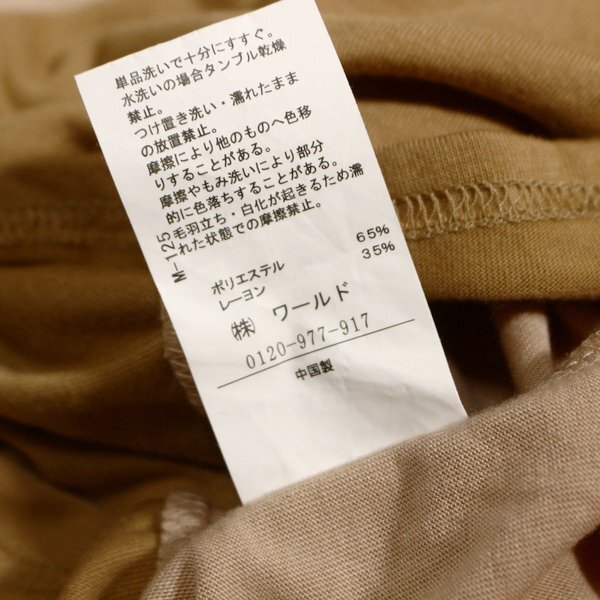 単品洗いで十分にすすぐ。
水洗いの場合タンブル乾燥
禁止。
つけ置き洗い・濡れたまま
の放置禁止。
摩擦により他のものへ色移
りすることがある。
摩擦やもみ洗いにより部分
的に色落ちすることがある。
毛羽立ち・白化が起きるため濡
れた状態での摩擦禁止。
M-125
ポリエステル 65%
レーヨン 35%
㈱ ワールド
0120-977-917
中国製